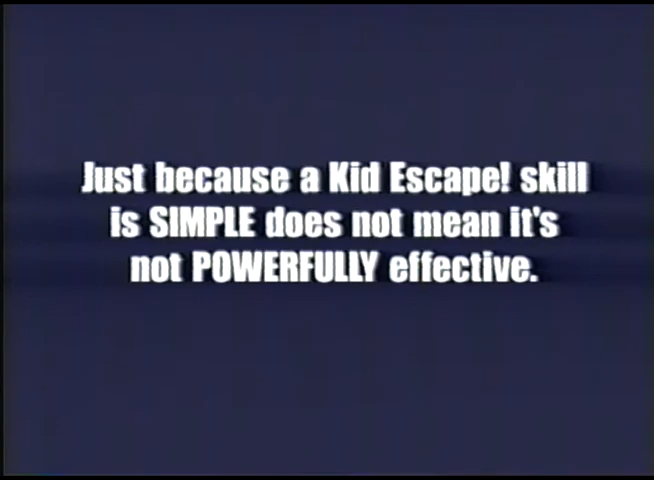 Just because a Kid Escape! skill
is SIMPLE does not mean it's
not POWERFULLY effective.